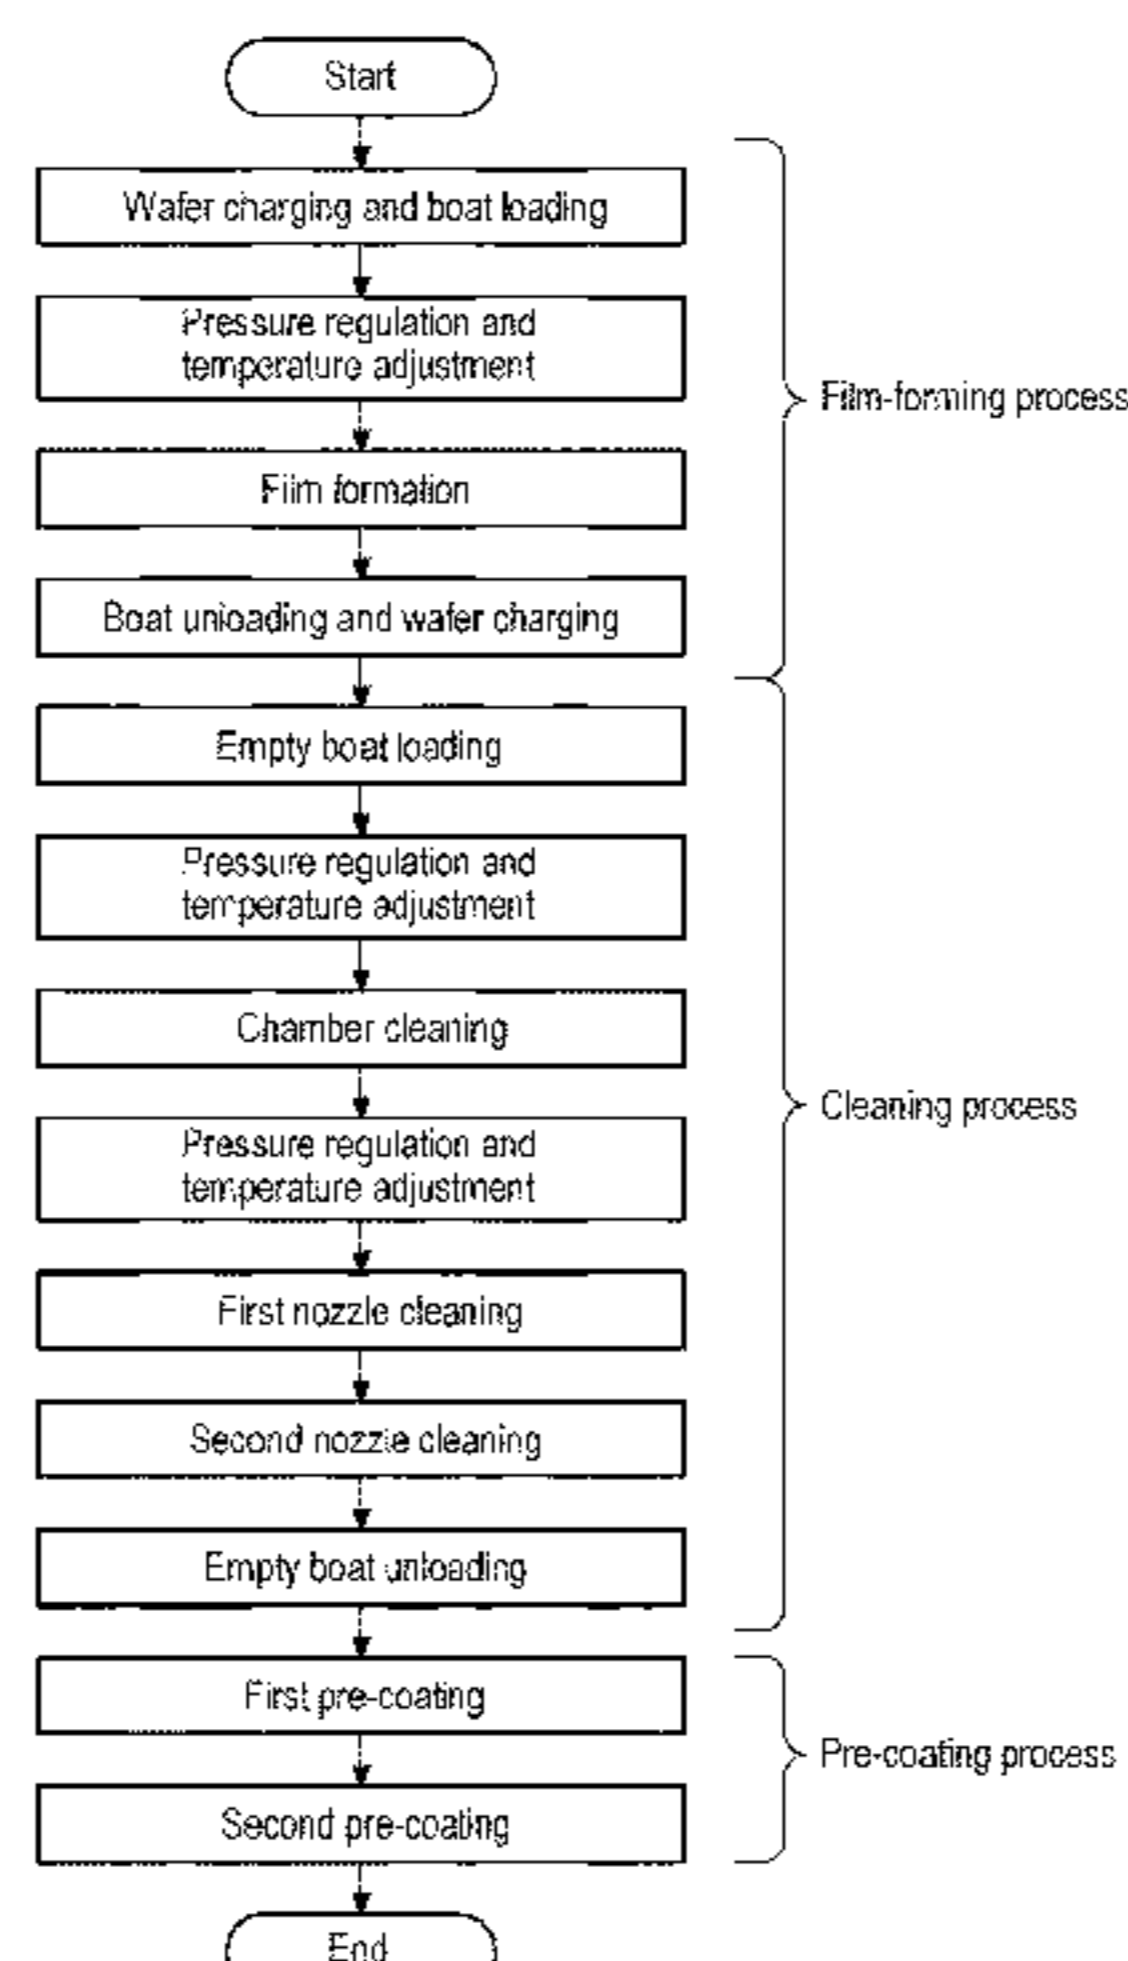 Start
Wafer charging and boat loading
Pressure regulation and
temperature adjustment
Film-forming process
Film formation
Boat unloading and wafer charging
Empty boat loading
Pressure regulation and
temperature adjustment
Chamber cleaning
Cleaning process
Pressure regulation and
temperature adjustment
First nozzle cleaning
Second nozzle cleaning
Empty boat unloading
First pre-coating
Pre-coating process
Second pre-coating
End